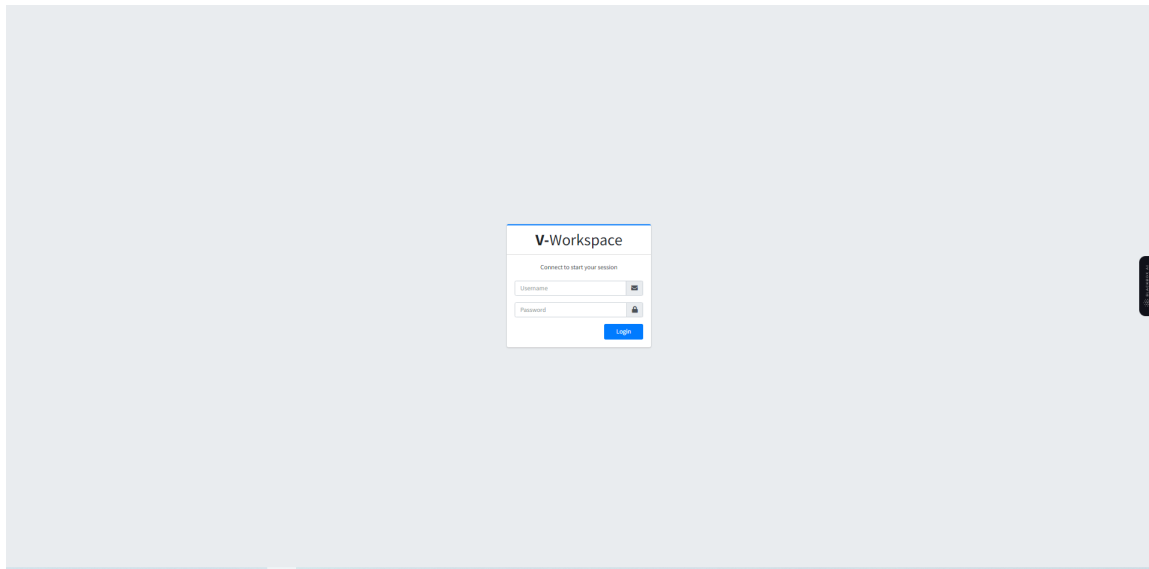 V-Workspace
Connect to start your session
Username
Password
Login